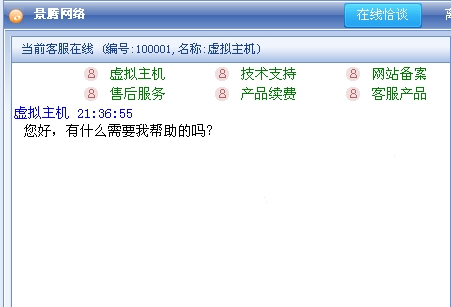 景腾网络 在线恰谈
当前客服在线 (编号:100001,名称:虚拟主机)
虚拟主机 技术支持 网站备案
售后服务 产品续费 客服产品
虚拟主机 21:36:55
您好，有什么需要我帮助的吗?